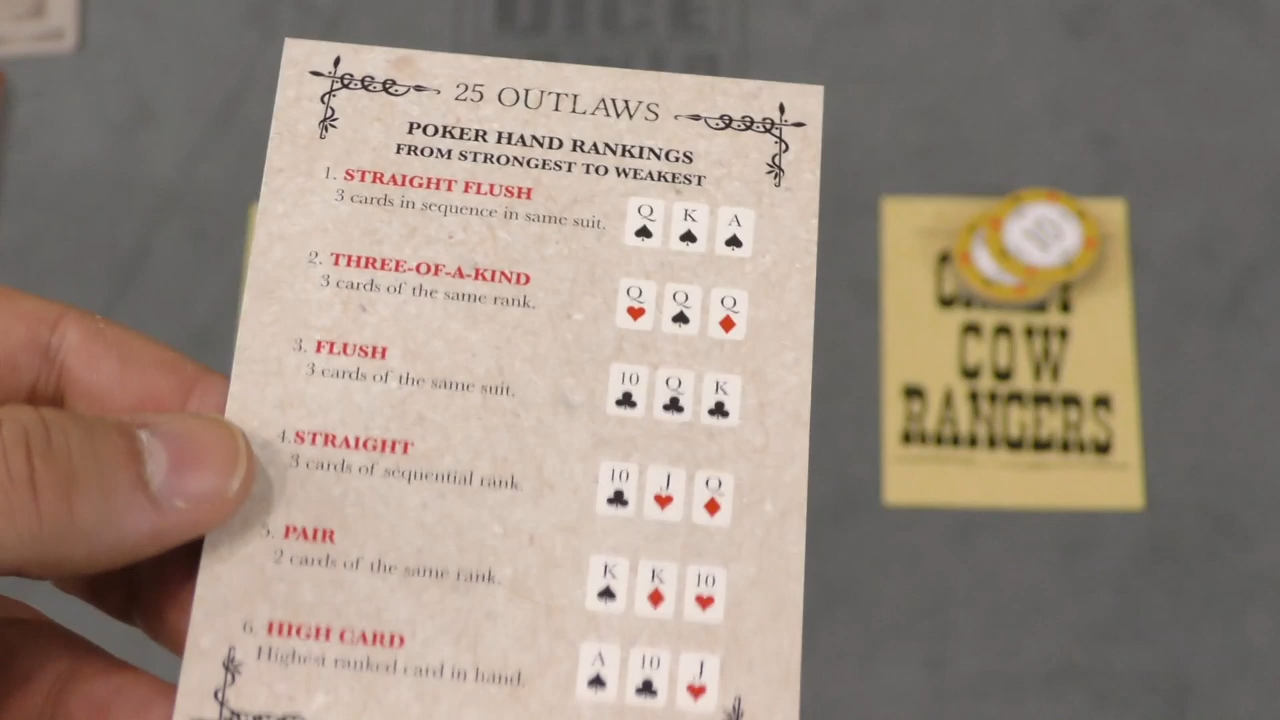 DICE
25 OUTLAWS
POKER HAND RANKINGS
FROM STRONGEST TO WEAKEST
1. STRAIGHT FLUSH
3 cards in sequence in same suit.
Q K A
2. THREE-OF-A-KIND
3 cards of the same rank.
Q Q Q
3. FLUSH
3 cards of the same suit.
10 Q K
4. STRAIGHT
3 cards of sequential rank.
10 J Q
5. PAIR
2 cards of the same rank.
K K 10
6. HIGH CARD
Highest ranked card in hand.
A 10 J
10
COW
RANGERS